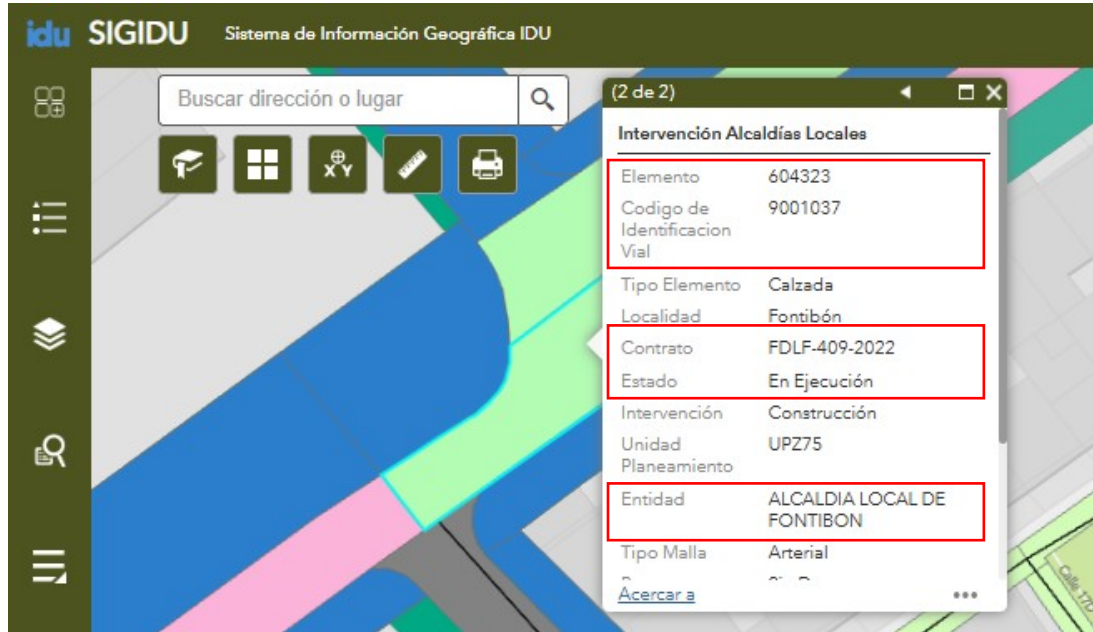 idu SIGIDU Sistema de Información Geográfica IDU
Buscar dirección o lugar
(2 de 2)
Intervención Alcaldías Locales
Elemento 604323
Codigo de Identificacion Vial 9001037
Tipo Elemento Calzada
Localidad Fontibón
Contrato FDLF-409-2022
Estado En Ejecución
Intervención Construcción
Unidad Planeamiento UPZ75
Entidad ALCALDIA LOCAL DE FONTIBON
Tipo Malla Arterial
Acercar a
X Y
Calle 17D